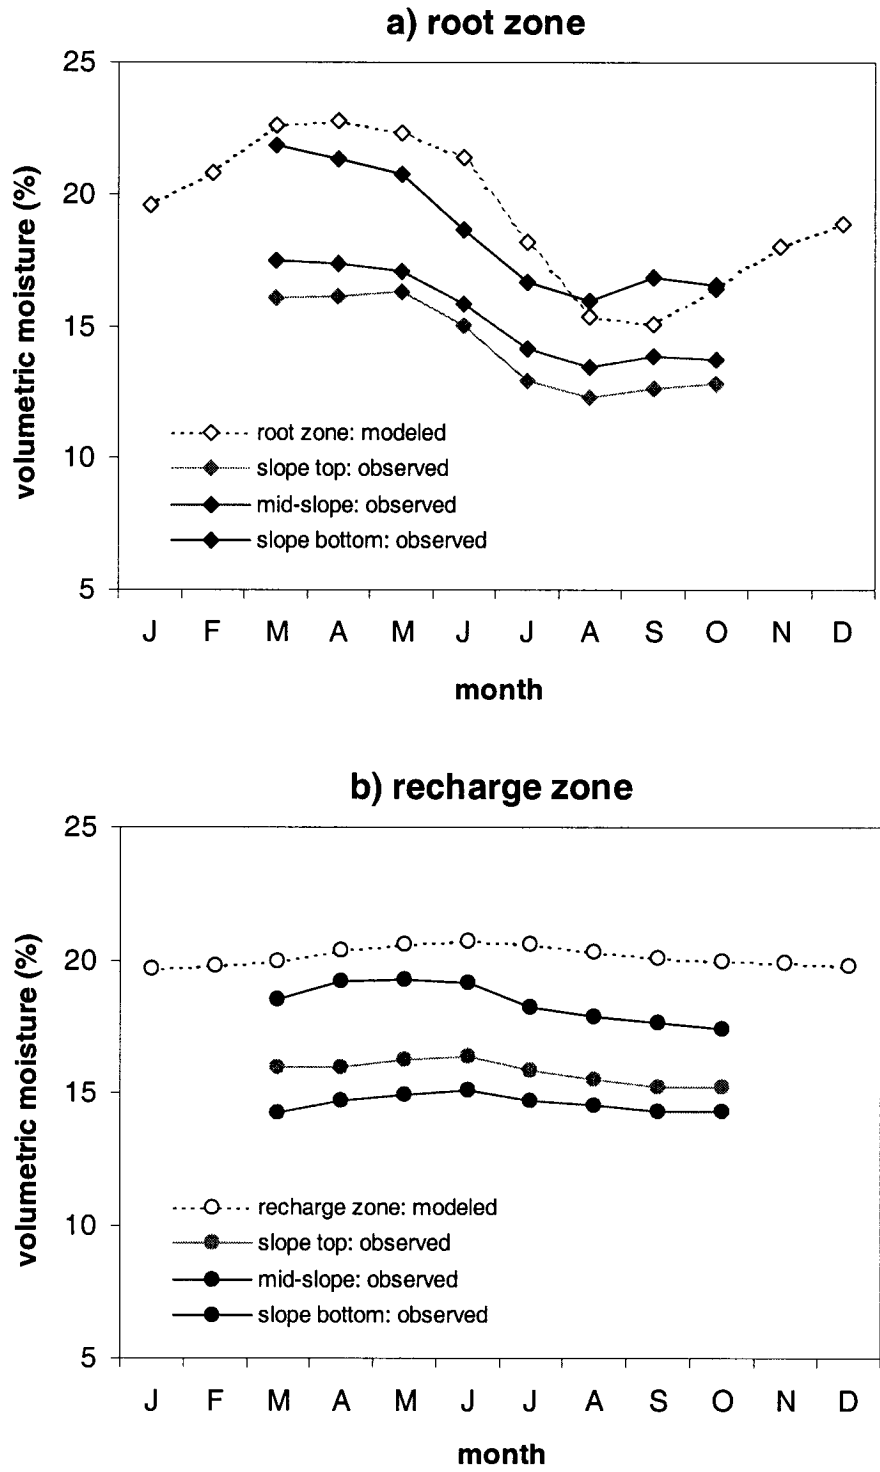 a) root zone
25
20
15
10
5
volumetric moisture (%)
root zone: modeled
slope top: observed
mid-slope: observed
slope bottom: observed
J F M A M J J A S O N D
month
b) recharge zone
25
20
15
10
5
volumetric moisture (%)
recharge zone: modeled
slope top: observed
mid-slope: observed
slope bottom: observed
J F M A M J J A S O N D
month